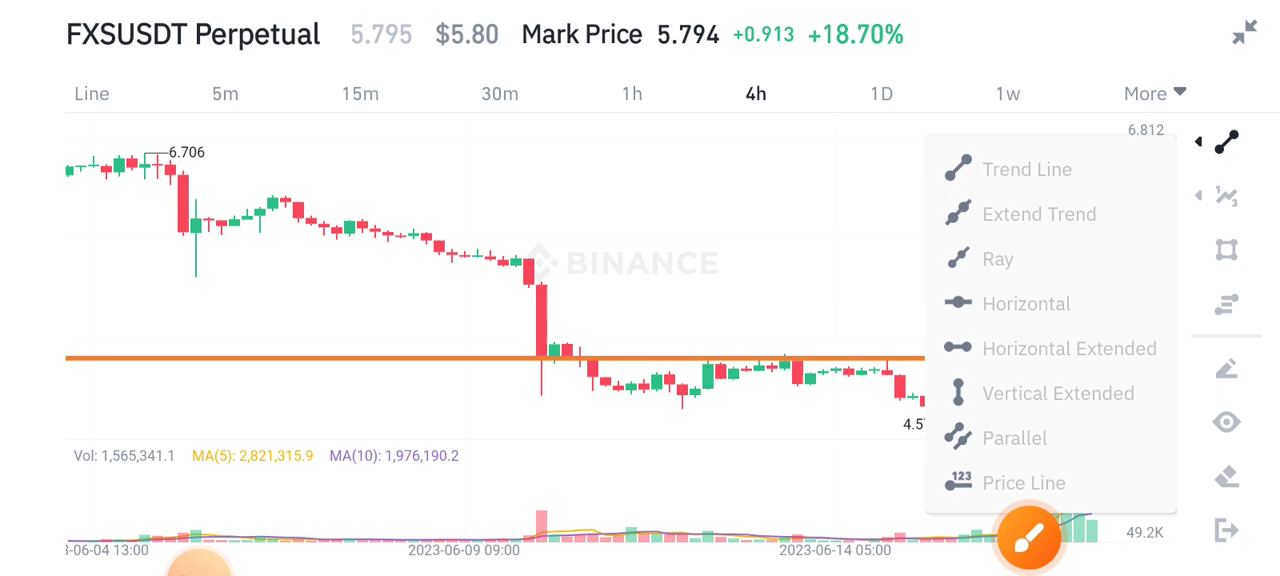 FXSUSDT Perpetual 5.795 $5.80 Mark Price 5.794 +0.913 +18.70%
Line 5m 15m 30m 1h 4h 1D 1w More
6.812
6.706
Trend Line
Extend Trend
Ray
BINANCE
Horizontal
Horizontal Extended
Vertical Extended
Parallel
123 Price Line
Vol: 1,565,341.1 MA(5): 2,821,315.9 MA(10): 1,976,190.2
49.2K
2023-06-09 09:00 2023-06-14 05:00